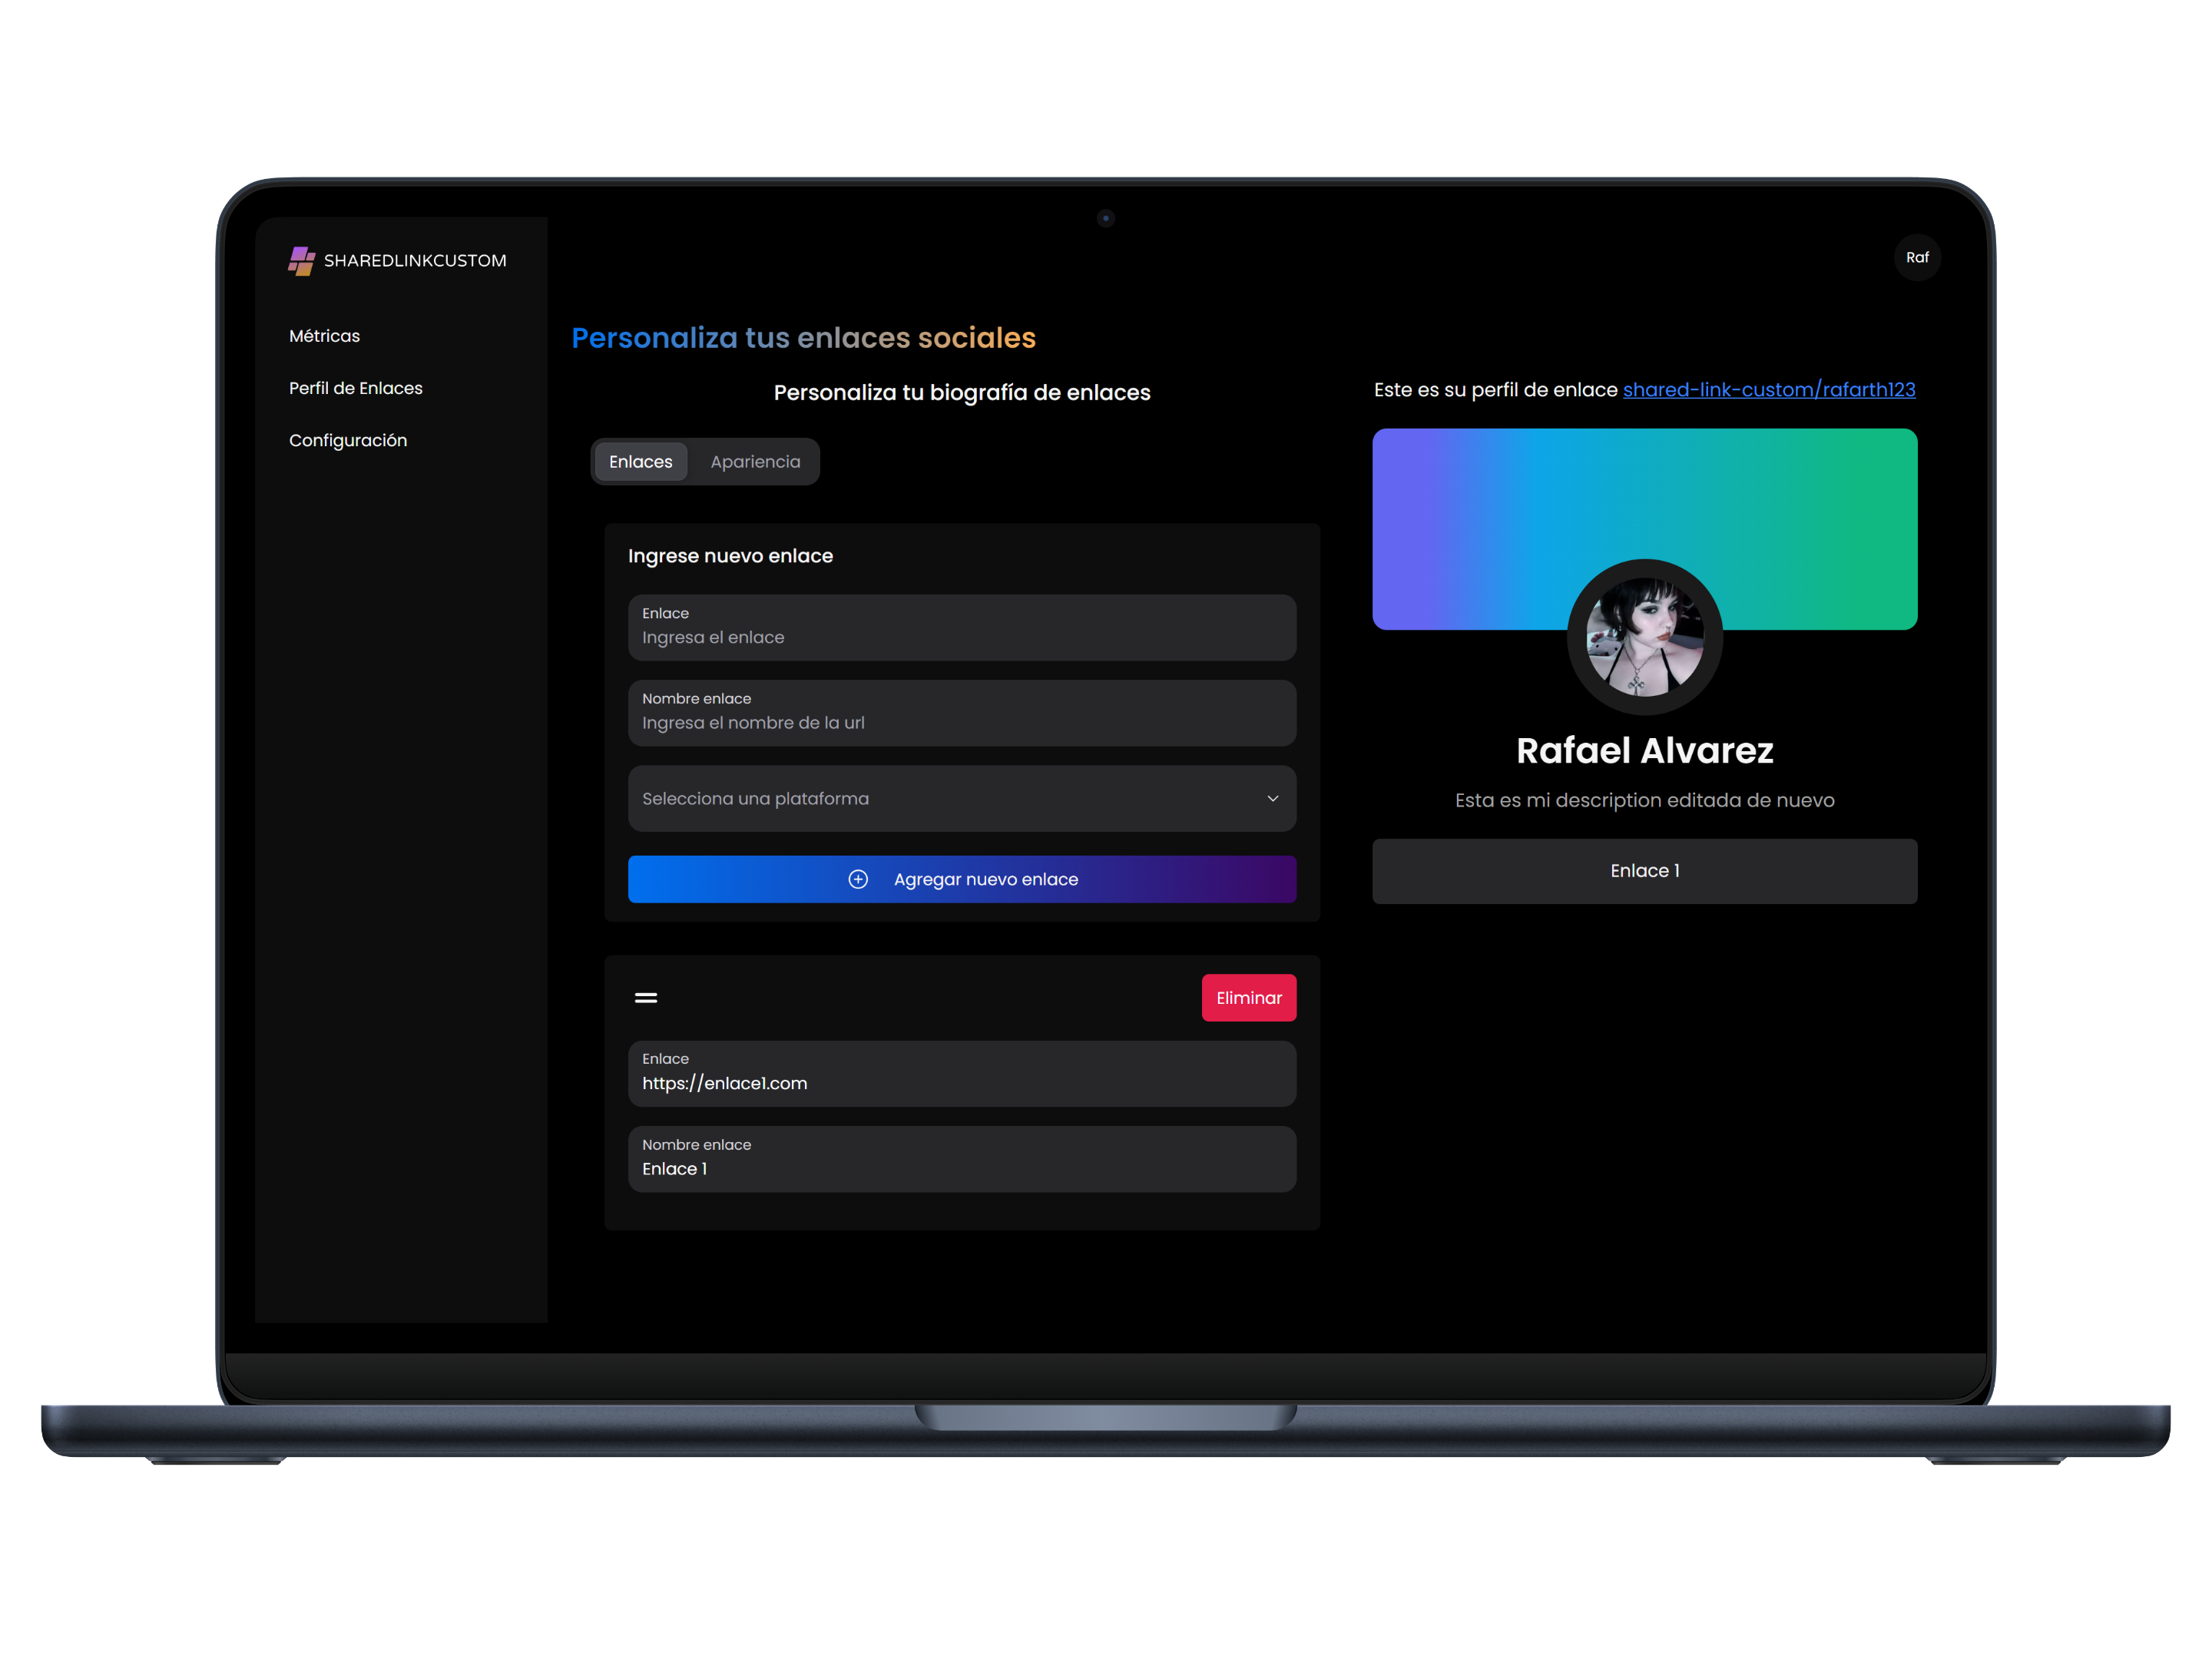 SHAREDLINKCUSTOM
Raf
Métricas
Perfil de Enlaces
Configuración
Personaliza tus enlaces sociales
Personaliza tu biografía de enlaces
Enlaces
Apariencia
Ingrese nuevo enlace
Enlace
Ingresa el enlace
Nombre enlace
Ingresa el nombre de la url
Selecciona una plataforma
Agregar nuevo enlace
Eliminar
Enlace
https://enlace1.com
Nombre enlace
Enlace 1
Este es su perfil de enlace shared-link-custom/rafarth123
Rafael Alvarez
Esta es mi description editada de nuevo
Enlace 1